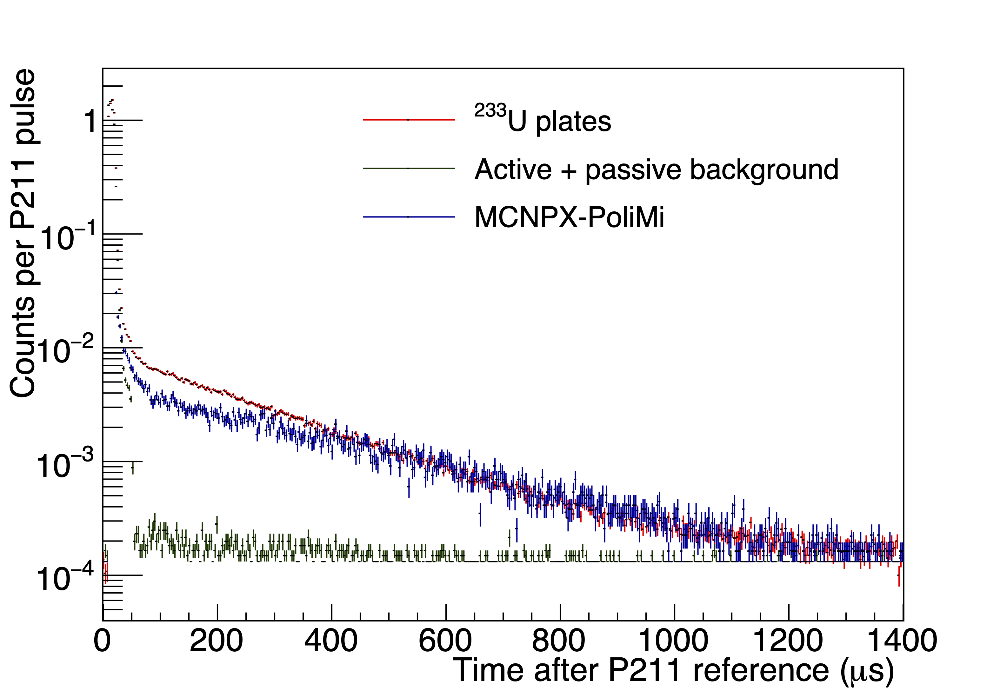 Counts per P211 pulse
1
10⁻¹
10⁻²
10⁻³
10⁻⁴
²³³U plates
Active + passive background
MCNPX-PoliMi
0 200 400 600 800 1000 1200 1400
Time after P211 reference (μs)